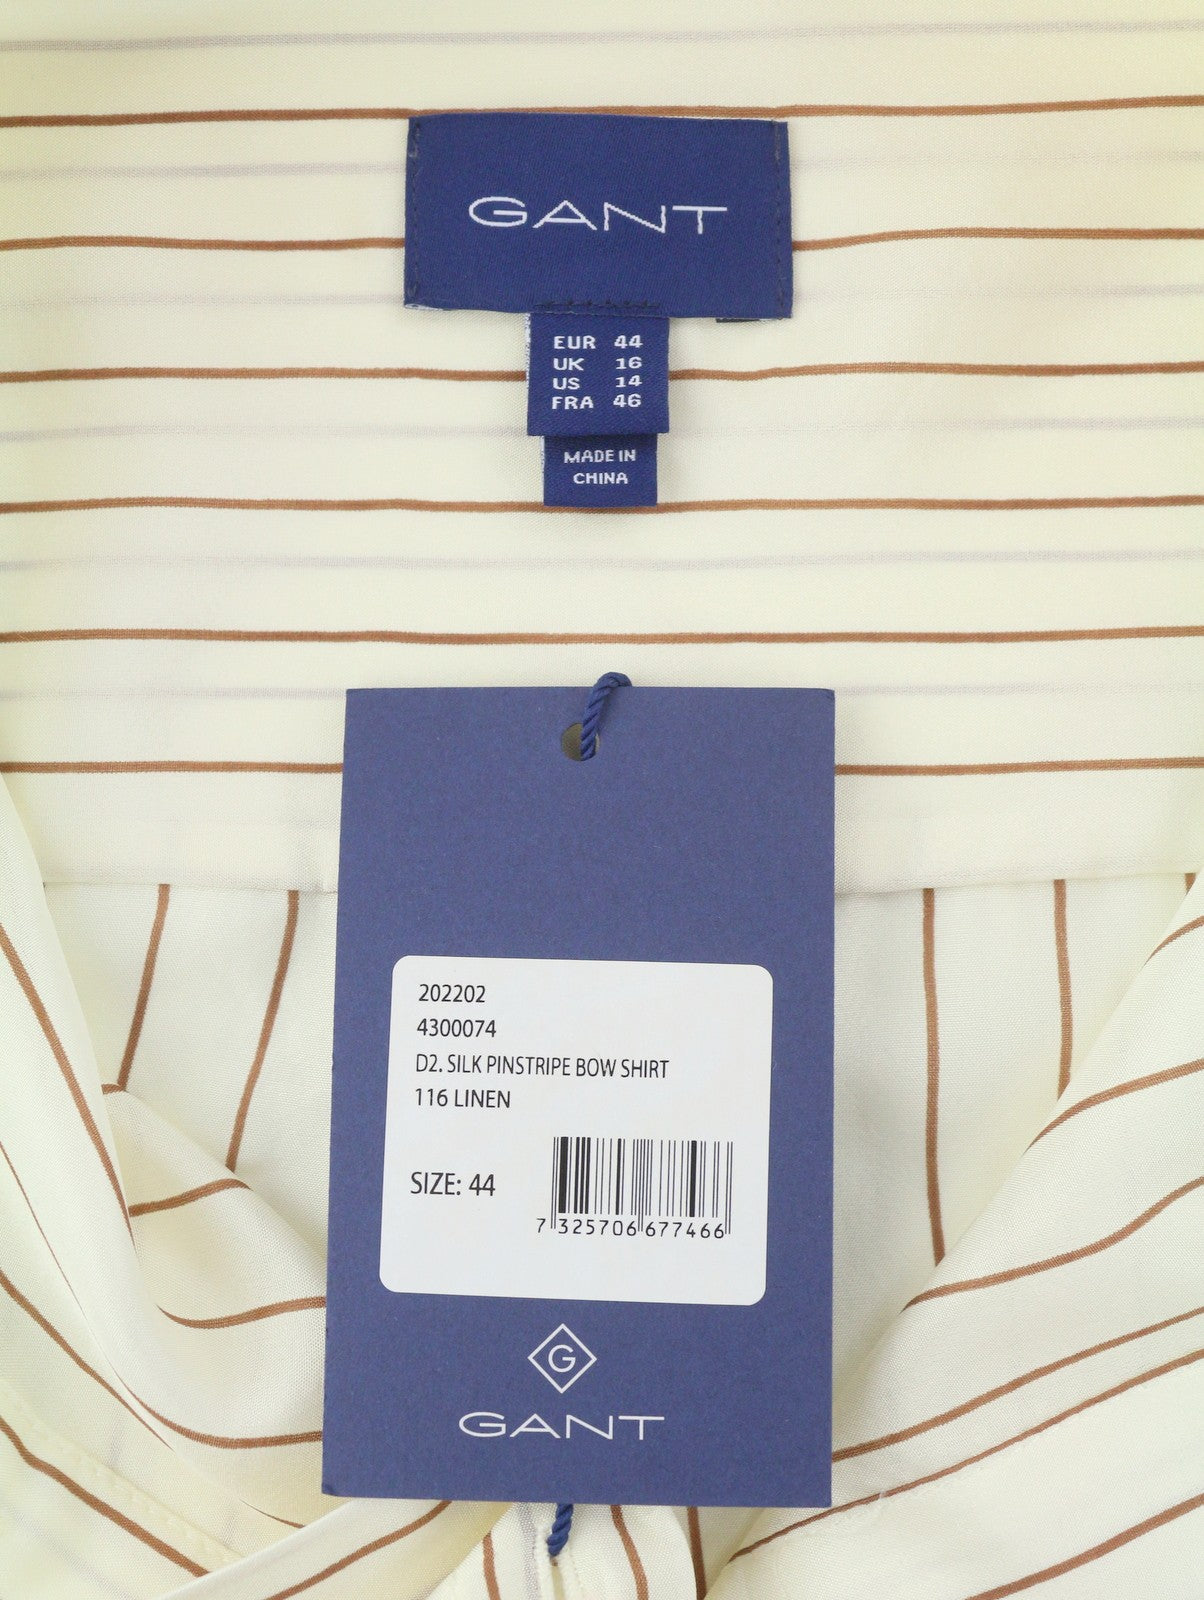 GANT
EUR 44
UK 16
US 14
FRA 46
MADE IN
CHINA
202202
4300074
D2. SILK PINSTRIPE BOW SHIRT
116 LINEN
SIZE: 44
7 325706 677466
G
GANT